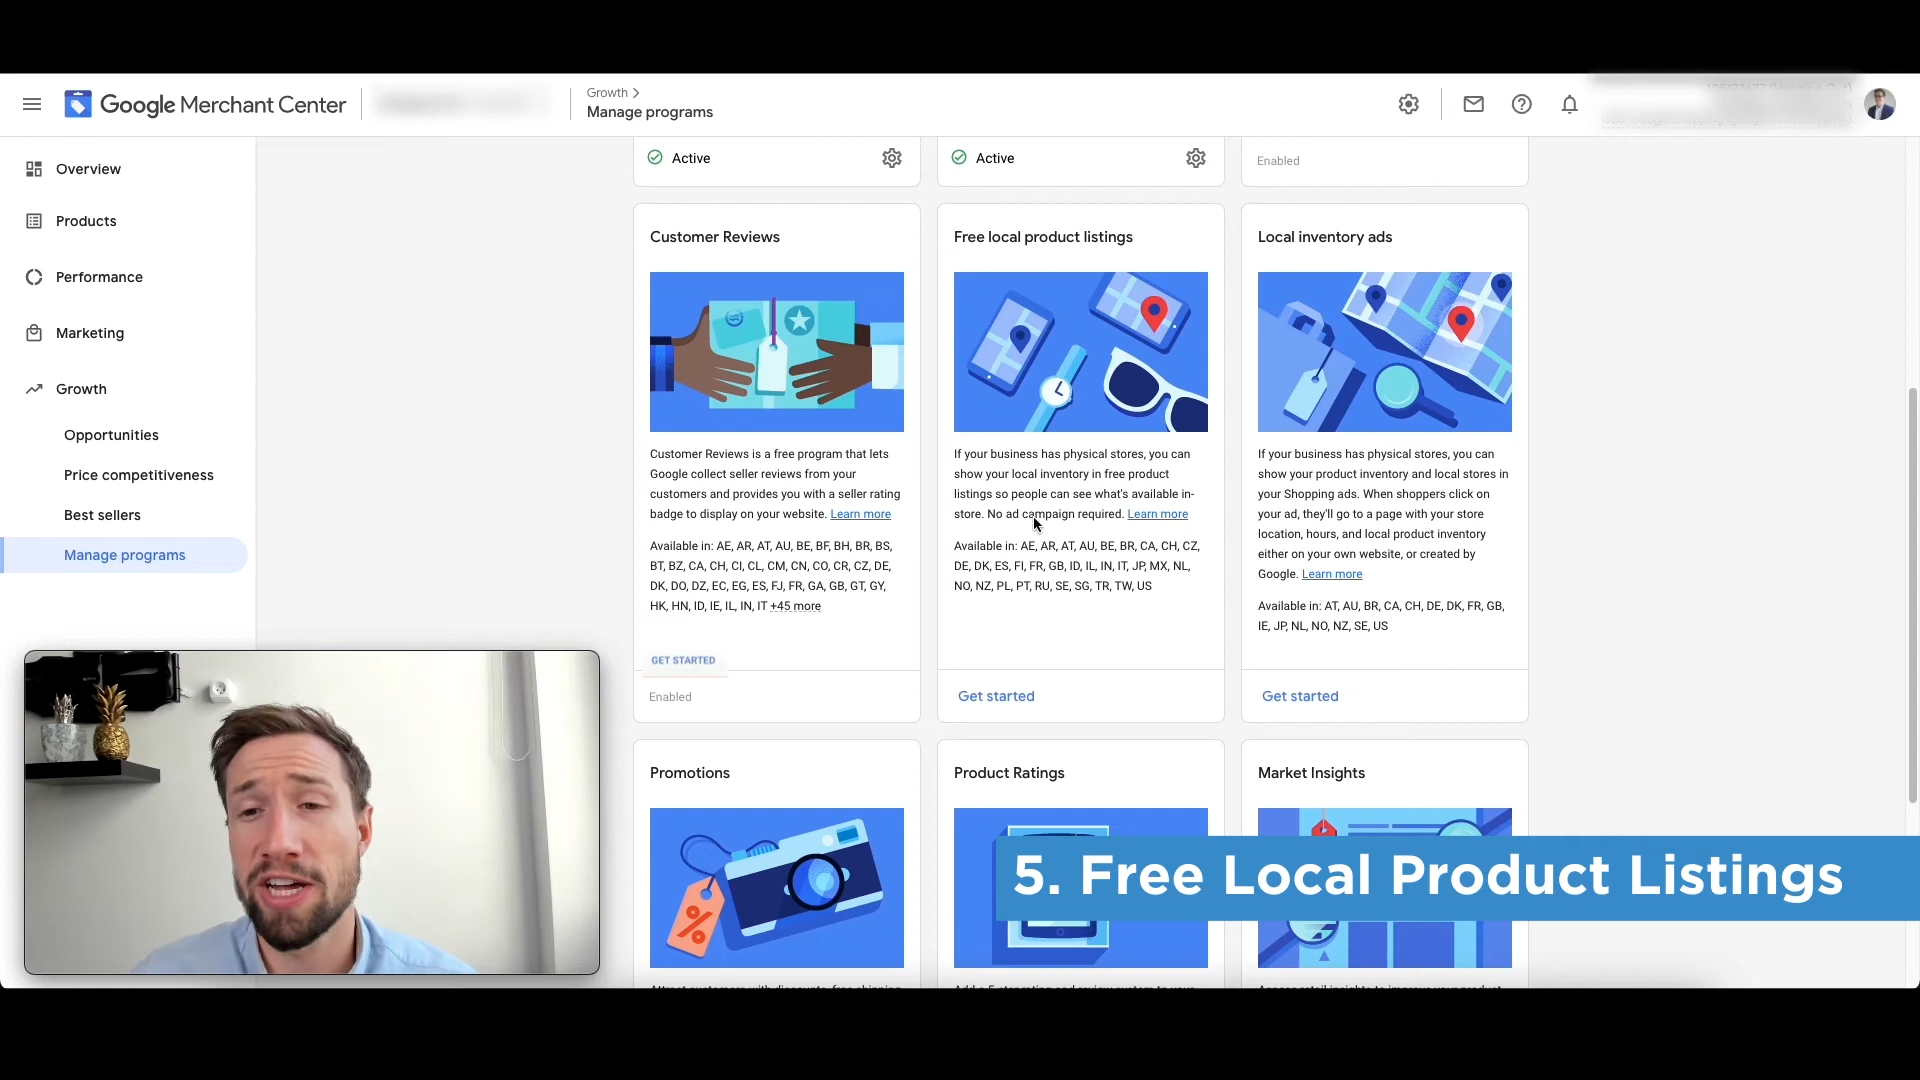 Google Merchant Center
Growth
Manage programs
Overview
Products
Performance
Marketing
Growth
Opportunities
Price competitiveness
Best sellers
Manage programs
Active
Active
Enabled
Customer Reviews
Customer Reviews is a free program that lets
Google collect seller reviews from your
customers and provides you with a seller rating
badge to display on your website. Learn more
Available in: AE, AR, AT, AU, BE, BF, BH, BR, BS,
BT, BZ, CA, CH, CI, CL, CM, CN, CO, CR, CZ, DE,
DK, DO, DZ, EC, EG, ES, FJ, FR, GA, GB, GT, GY,
HK, HN, ID, IE, IL, IN, IT +45 more
GET STARTED
Enabled
Free local product listings
If your business has physical stores, you can
show your local inventory in free product
listings so people can see what's available in-
store. No ad campaign required. Learn more
Available in: AE, AR, AT, AU, BE, BR, CA, CH, CZ,
DE, DK, ES, FI, FR, GB, ID, IL, IN, IT, JP, MX, NL,
NO, NZ, PL, PT, RU, SE, SG, TR, TW, US
Get started
Local inventory ads
If your business has physical stores, you can
show your product inventory and local stores in
your Shopping ads. When shoppers click on
your ad, they'll go to a page with your store
location, hours, and local product inventory
either on your own website, or created by
Google. Learn more
Available in: AT, AU, BR, CA, CH, DE, DK, FR, GB,
IE, JP, NL, NO, NZ, SE, US
Get started
Promotions
Product Ratings
Market Insights
5. Free Local Product Listings